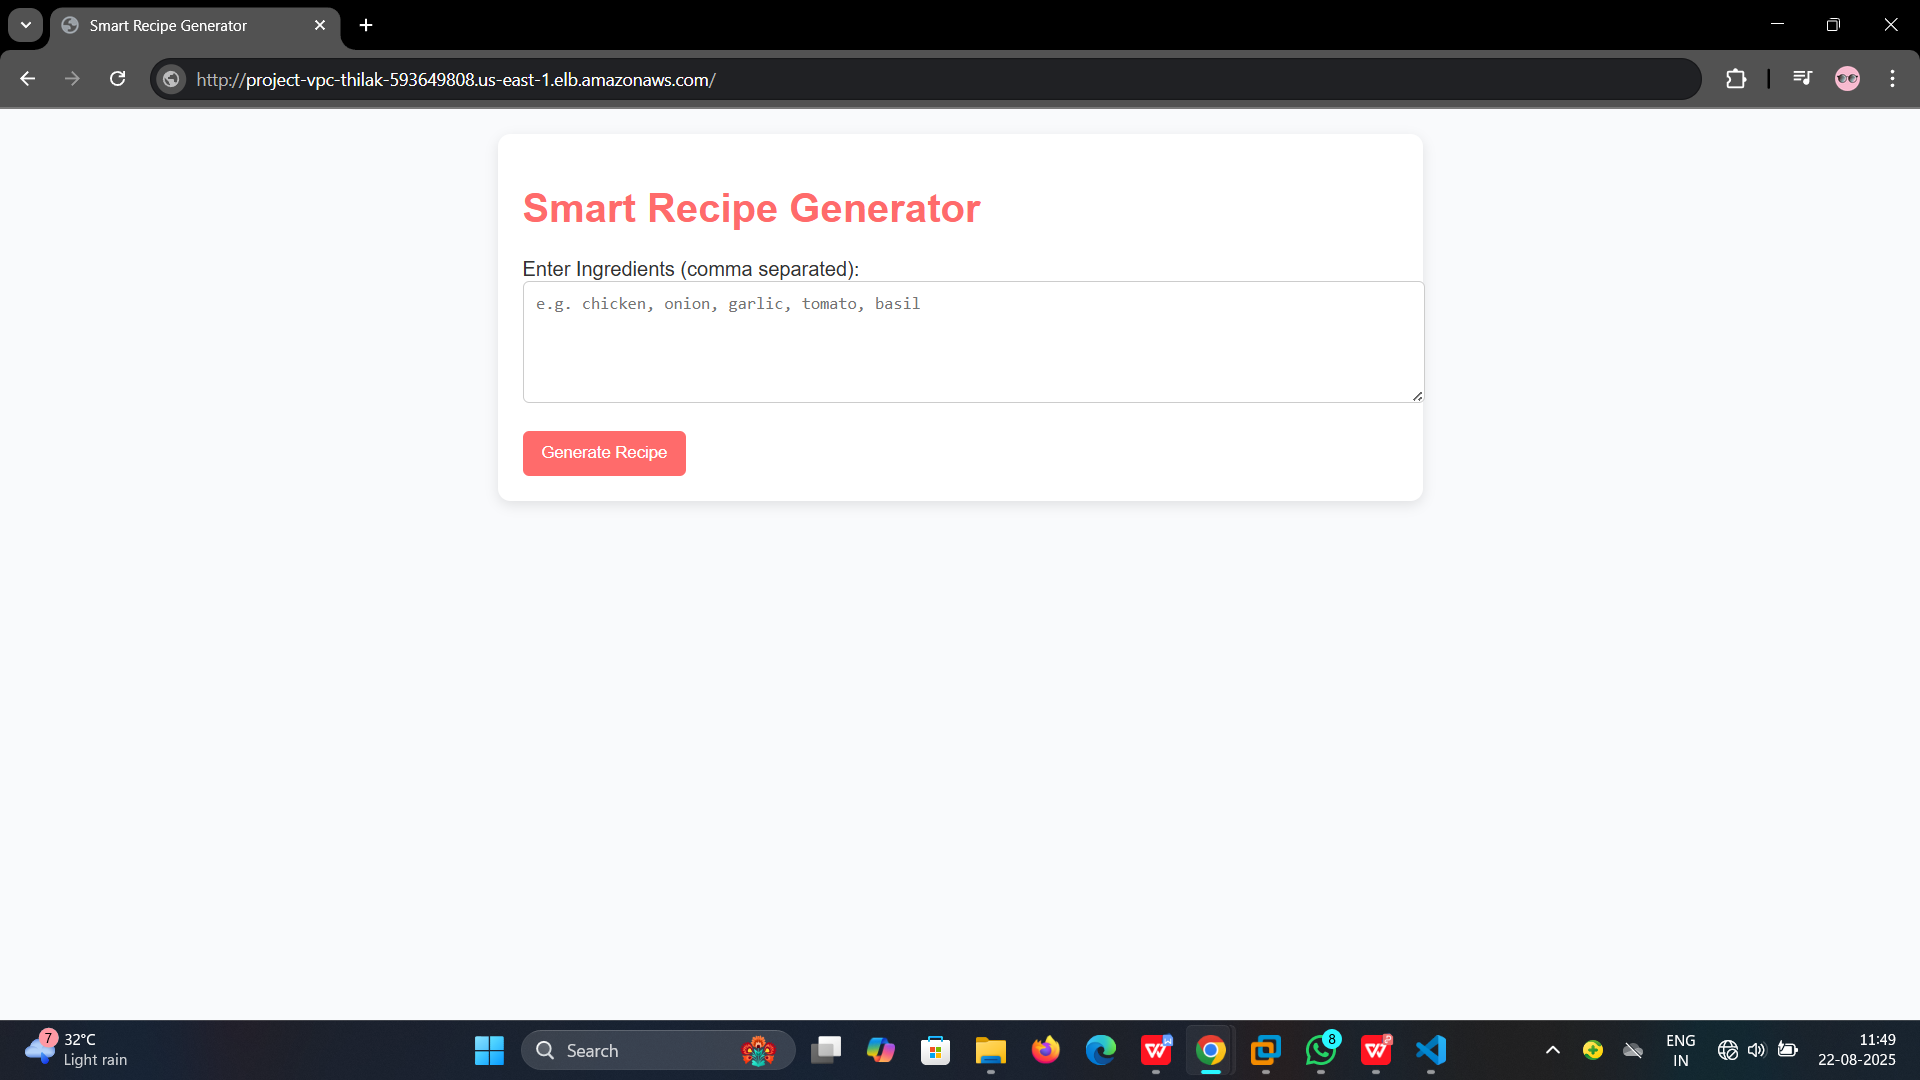 Smart Recipe Generator
http://project-vpc-thilak-593649808.us-east-1.elb.amazonaws.com/
Smart Recipe Generator
Enter Ingredients (comma separated):
e.g. chicken, onion, garlic, tomato, basil
Generate Recipe
7
32°C
Light rain
Search
W
W
8
W
P
ENG
IN
11:49
22-08-2025